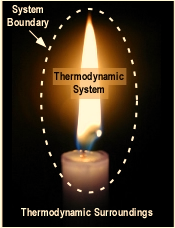 System
Boundary
Thermodynamic
System
Thermodynamic Surroundings